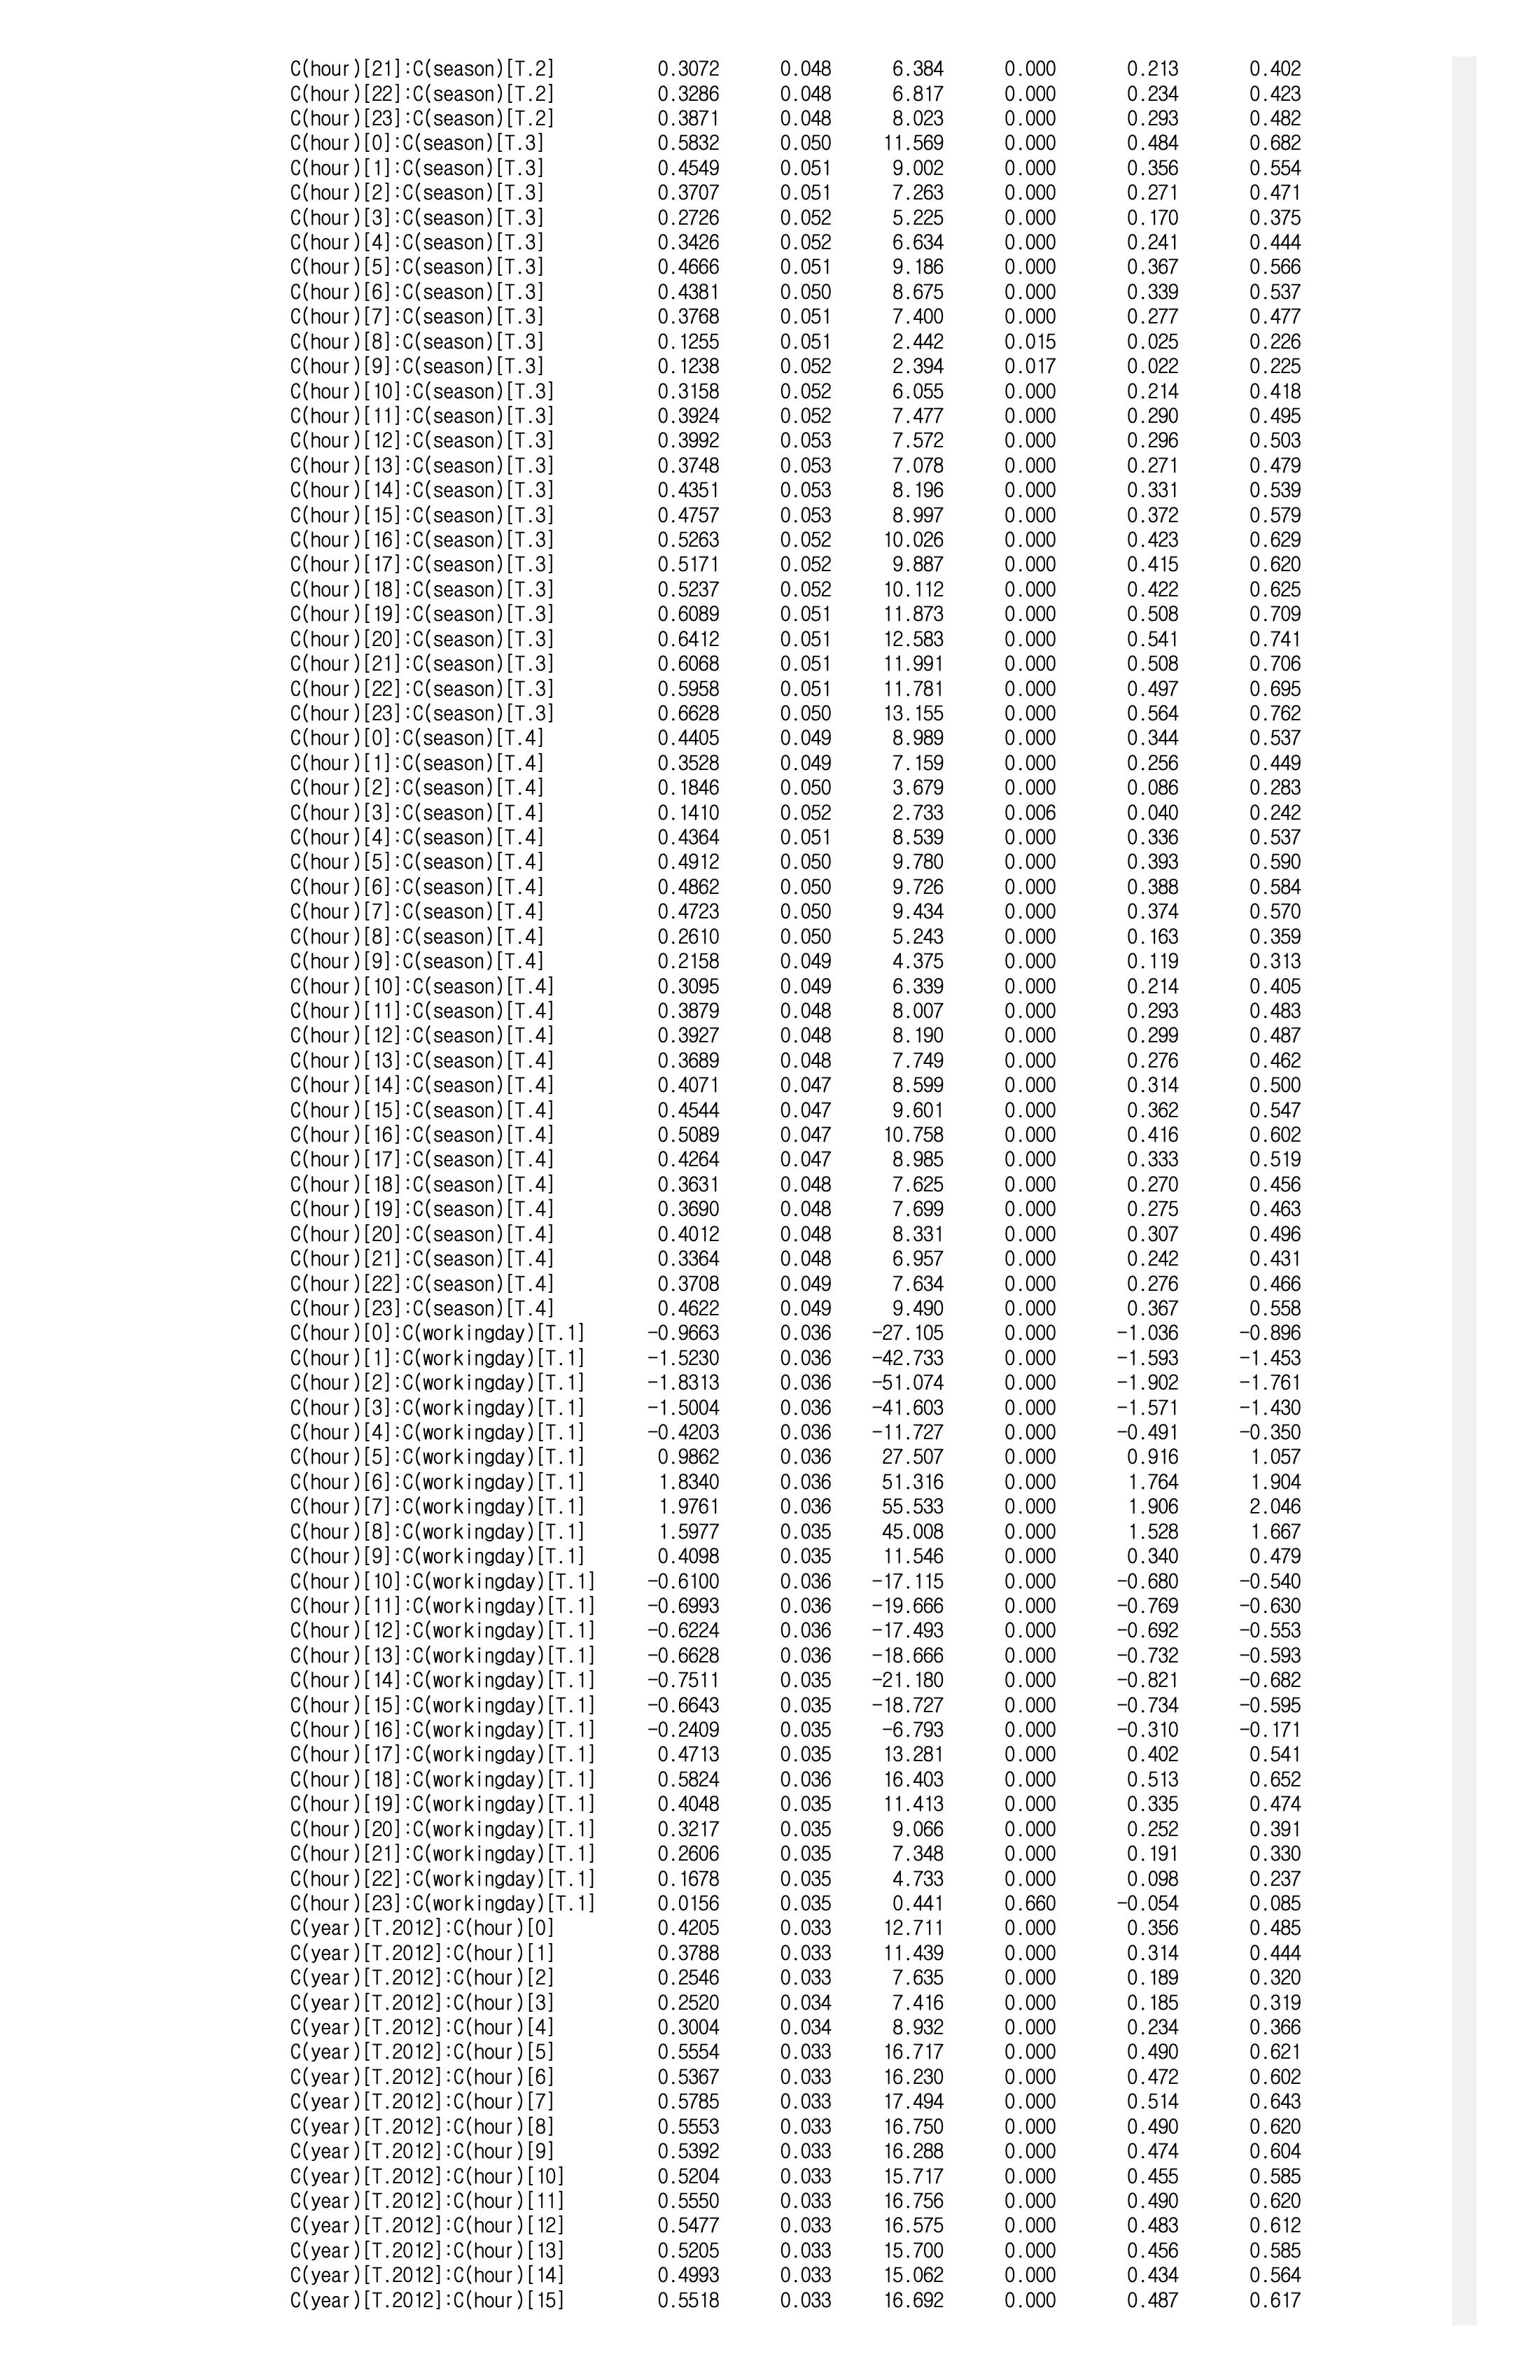 C(hour)[21]:C(season)[T.2] 0.3072 0.048 6.384 0.000 0.213 0.402
C(hour)[22]:C(season)[T.2] 0.3286 0.048 6.817 0.000 0.234 0.423
C(hour)[23]:C(season)[T.2] 0.3871 0.048 8.023 0.000 0.293 0.482
C(hour)[0]:C(season)[T.3] 0.5832 0.050 11.569 0.000 0.484 0.682
C(hour)[1]:C(season)[T.3] 0.4549 0.051 9.002 0.000 0.356 0.554
C(hour)[2]:C(season)[T.3] 0.3707 0.051 7.263 0.000 0.271 0.471
C(hour)[3]:C(season)[T.3] 0.2726 0.052 5.225 0.000 0.170 0.375
C(hour)[4]:C(season)[T.3] 0.3426 0.052 6.634 0.000 0.241 0.444
C(hour)[5]:C(season)[T.3] 0.4666 0.051 9.186 0.000 0.367 0.566
C(hour)[6]:C(season)[T.3] 0.4381 0.050 8.675 0.000 0.339 0.537
C(hour)[7]:C(season)[T.3] 0.3768 0.051 7.400 0.000 0.277 0.477
C(hour)[8]:C(season)[T.3] 0.1255 0.051 2.442 0.015 0.025 0.226
C(hour)[9]:C(season)[T.3] 0.1238 0.052 2.394 0.017 0.022 0.225
C(hour)[10]:C(season)[T.3] 0.3158 0.052 6.055 0.000 0.214 0.418
C(hour)[11]:C(season)[T.3] 0.3924 0.052 7.477 0.000 0.290 0.495
C(hour)[12]:C(season)[T.3] 0.3992 0.053 7.572 0.000 0.296 0.503
C(hour)[13]:C(season)[T.3] 0.3748 0.053 7.078 0.000 0.271 0.479
C(hour)[14]:C(season)[T.3] 0.4351 0.053 8.196 0.000 0.331 0.539
C(hour)[15]:C(season)[T.3] 0.4757 0.053 8.997 0.000 0.372 0.579
C(hour)[16]:C(season)[T.3] 0.5263 0.052 10.026 0.000 0.423 0.629
C(hour)[17]:C(season)[T.3] 0.5171 0.052 9.887 0.000 0.415 0.620
C(hour)[18]:C(season)[T.3] 0.5237 0.052 10.112 0.000 0.422 0.625
C(hour)[19]:C(season)[T.3] 0.6089 0.051 11.873 0.000 0.508 0.709
C(hour)[20]:C(season)[T.3] 0.6412 0.051 12.583 0.000 0.541 0.741
C(hour)[21]:C(season)[T.3] 0.6068 0.051 11.991 0.000 0.508 0.706
C(hour)[22]:C(season)[T.3] 0.5958 0.051 11.781 0.000 0.497 0.695
C(hour)[23]:C(season)[T.3] 0.6628 0.050 13.155 0.000 0.564 0.762
C(hour)[0]:C(season)[T.4] 0.4405 0.049 8.989 0.000 0.344 0.537
C(hour)[1]:C(season)[T.4] 0.3528 0.049 7.159 0.000 0.256 0.449
C(hour)[2]:C(season)[T.4] 0.1846 0.050 3.679 0.000 0.086 0.283
C(hour)[3]:C(season)[T.4] 0.1410 0.052 2.733 0.006 0.040 0.242
C(hour)[4]:C(season)[T.4] 0.4364 0.051 8.539 0.000 0.336 0.537
C(hour)[5]:C(season)[T.4] 0.4912 0.050 9.780 0.000 0.393 0.590
C(hour)[6]:C(season)[T.4] 0.4862 0.050 9.726 0.000 0.388 0.584
C(hour)[7]:C(season)[T.4] 0.4723 0.050 9.434 0.000 0.374 0.570
C(hour)[8]:C(season)[T.4] 0.2610 0.050 5.243 0.000 0.163 0.359
C(hour)[9]:C(season)[T.4] 0.2158 0.049 4.375 0.000 0.119 0.313
C(hour)[10]:C(season)[T.4] 0.3095 0.049 6.339 0.000 0.214 0.405
C(hour)[11]:C(season)[T.4] 0.3879 0.048 8.007 0.000 0.293 0.483
C(hour)[12]:C(season)[T.4] 0.3927 0.048 8.190 0.000 0.299 0.487
C(hour)[13]:C(season)[T.4] 0.3689 0.048 7.749 0.000 0.276 0.462
C(hour)[14]:C(season)[T.4] 0.4071 0.047 8.599 0.000 0.314 0.500
C(hour)[15]:C(season)[T.4] 0.4544 0.047 9.601 0.000 0.362 0.547
C(hour)[16]:C(season)[T.4] 0.5089 0.047 10.758 0.000 0.416 0.602
C(hour)[17]:C(season)[T.4] 0.4264 0.047 8.985 0.000 0.333 0.519
C(hour)[18]:C(season)[T.4] 0.3631 0.048 7.625 0.000 0.270 0.456
C(hour)[19]:C(season)[T.4] 0.3690 0.048 7.699 0.000 0.275 0.463
C(hour)[20]:C(season)[T.4] 0.4012 0.048 8.331 0.000 0.307 0.496
C(hour)[21]:C(season)[T.4] 0.3364 0.048 6.957 0.000 0.242 0.431
C(hour)[22]:C(season)[T.4] 0.3708 0.049 7.634 0.000 0.276 0.466
C(hour)[23]:C(season)[T.4] 0.4622 0.049 9.490 0.000 0.367 0.558
C(hour)[0]:C(workingday)[T.1] -0.9663 0.036 -27.105 0.000 -1.036 -0.896
C(hour)[1]:C(workingday)[T.1] -1.5230 0.036 -42.733 0.000 -1.593 -1.453
C(hour)[2]:C(workingday)[T.1] -1.8313 0.036 -51.074 0.000 -1.902 -1.761
C(hour)[3]:C(workingday)[T.1] -1.5004 0.036 -41.603 0.000 -1.571 -1.430
C(hour)[4]:C(workingday)[T.1] -0.4203 0.036 -11.727 0.000 -0.491 -0.350
C(hour)[5]:C(workingday)[T.1] 0.9862 0.036 27.507 0.000 0.916 1.057
C(hour)[6]:C(workingday)[T.1] 1.8340 0.036 51.316 0.000 1.764 1.904
C(hour)[7]:C(workingday)[T.1] 1.9761 0.036 55.533 0.000 1.906 2.046
C(hour)[8]:C(workingday)[T.1] 1.5977 0.035 45.008 0.000 1.528 1.667
C(hour)[9]:C(workingday)[T.1] 0.4098 0.035 11.546 0.000 0.340 0.479
C(hour)[10]:C(workingday)[T.1] -0.6100 0.036 -17.115 0.000 -0.680 -0.540
C(hour)[11]:C(workingday)[T.1] -0.6993 0.036 -19.666 0.000 -0.769 -0.630
C(hour)[12]:C(workingday)[T.1] -0.6224 0.036 -17.493 0.000 -0.692 -0.553
C(hour)[13]:C(workingday)[T.1] -0.6628 0.036 -18.666 0.000 -0.732 -0.593
C(hour)[14]:C(workingday)[T.1] -0.7511 0.035 -21.180 0.000 -0.821 -0.682
C(hour)[15]:C(workingday)[T.1] -0.6643 0.035 -18.727 0.000 -0.734 -0.595
C(hour)[16]:C(workingday)[T.1] -0.2409 0.035 -6.793 0.000 -0.310 -0.171
C(hour)[17]:C(workingday)[T.1] 0.4713 0.035 13.281 0.000 0.402 0.541
C(hour)[18]:C(workingday)[T.1] 0.5824 0.036 16.403 0.000 0.513 0.652
C(hour)[19]:C(workingday)[T.1] 0.4048 0.035 11.413 0.000 0.335 0.474
C(hour)[20]:C(workingday)[T.1] 0.3217 0.035 9.066 0.000 0.252 0.391
C(hour)[21]:C(workingday)[T.1] 0.2606 0.035 7.348 0.000 0.191 0.330
C(hour)[22]:C(workingday)[T.1] 0.1678 0.035 4.733 0.000 0.098 0.237
C(hour)[23]:C(workingday)[T.1] 0.0156 0.035 0.441 0.660 -0.054 0.085
C(year)[T.2012]:C(hour)[0] 0.4205 0.033 12.711 0.000 0.356 0.485
C(year)[T.2012]:C(hour)[1] 0.3788 0.033 11.439 0.000 0.314 0.444
C(year)[T.2012]:C(hour)[2] 0.2546 0.033 7.635 0.000 0.189 0.320
C(year)[T.2012]:C(hour)[3] 0.2520 0.034 7.416 0.000 0.185 0.319
C(year)[T.2012]:C(hour)[4] 0.3004 0.034 8.932 0.000 0.234 0.366
C(year)[T.2012]:C(hour)[5] 0.5554 0.033 16.717 0.000 0.490 0.621
C(year)[T.2012]:C(hour)[6] 0.5367 0.033 16.230 0.000 0.472 0.602
C(year)[T.2012]:C(hour)[7] 0.5785 0.033 17.494 0.000 0.514 0.643
C(year)[T.2012]:C(hour)[8] 0.5553 0.033 16.750 0.000 0.490 0.620
C(year)[T.2012]:C(hour)[9] 0.5392 0.033 16.288 0.000 0.474 0.604
C(year)[T.2012]:C(hour)[10] 0.5204 0.033 15.717 0.000 0.455 0.585
C(year)[T.2012]:C(hour)[11] 0.5550 0.033 16.756 0.000 0.490 0.620
C(year)[T.2012]:C(hour)[12] 0.5477 0.033 16.575 0.000 0.483 0.612
C(year)[T.2012]:C(hour)[13] 0.5205 0.033 15.700 0.000 0.456 0.585
C(year)[T.2012]:C(hour)[14] 0.4993 0.033 15.062 0.000 0.434 0.564
C(year)[T.2012]:C(hour)[15] 0.5518 0.033 16.692 0.000 0.487 0.617